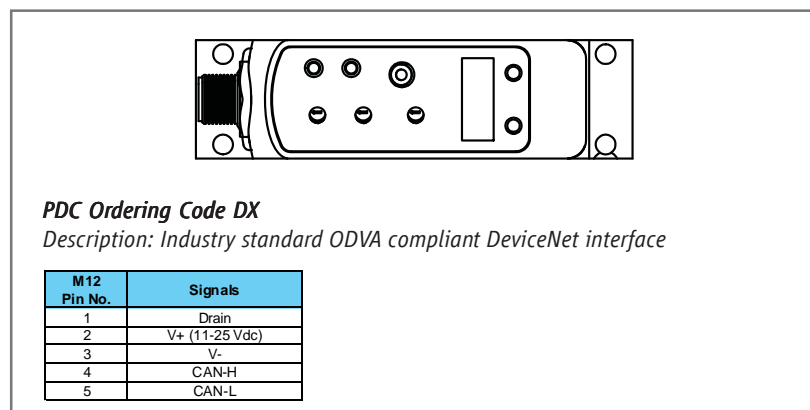 PDC Ordering Code DX
Description: Industry standard ODVA compliant DeviceNet interface
M12 Pin No. Signals
1 Drain
2 V+ (11-25 Vdc)
3 V-
4 CAN-H
5 CAN-L